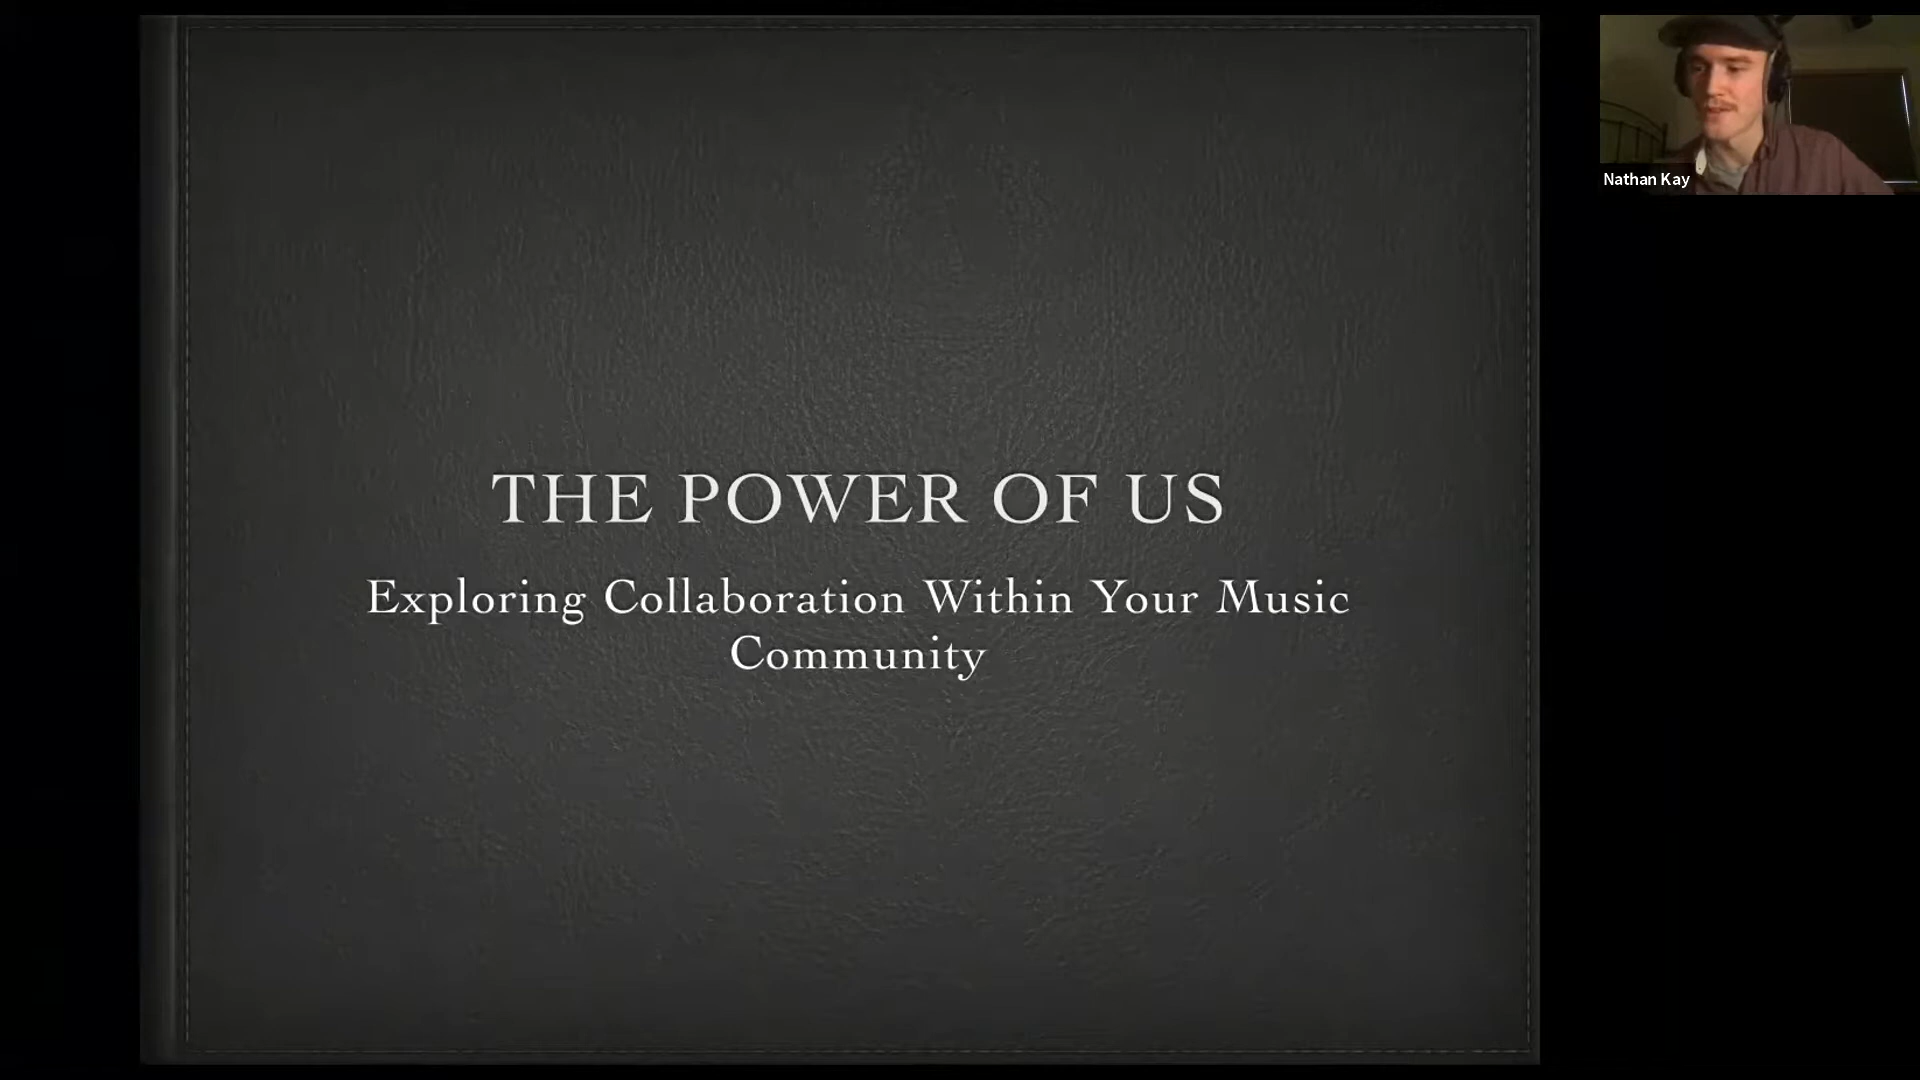 THE POWER OF US
Exploring Collaboration Within Your Music
Community
Nathan Kay